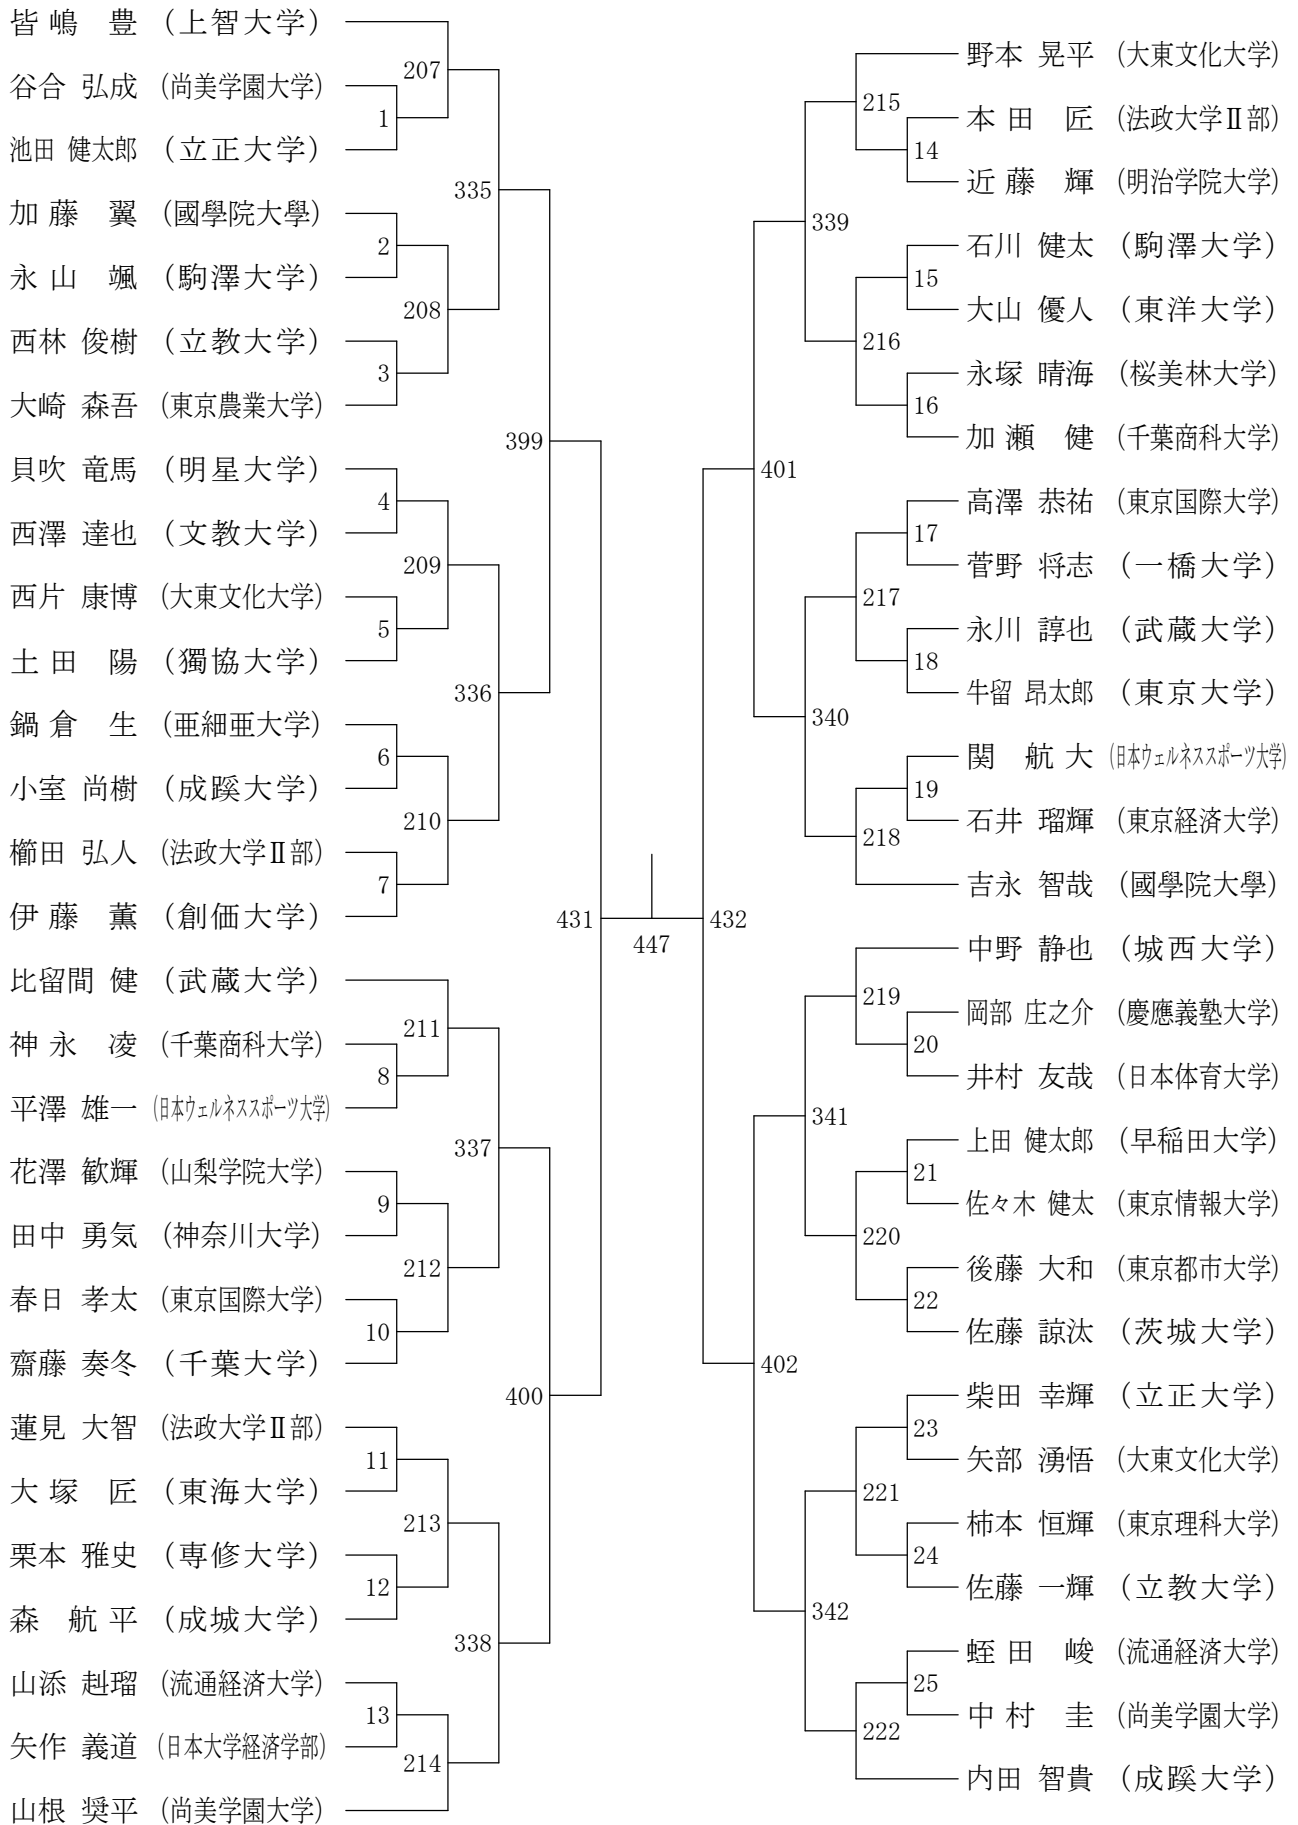 皆嶋 豊 (上智大学)
谷合 弘成 (尚美学園大学)
池田 健太郎 (立正大学)
加藤 翼 (國學院大學)
永山 颯 (駒澤大学)
西林 俊樹 (立教大学)
大崎 森吾 (東京農業大学)
貝吹 竜馬 (明星大学)
西澤 達也 (文教大学)
西片 康博 (大東文化大学)
土田 陽 (獨協大学)
鍋倉 生 (亜細亜大学)
小室 尚樹 (成蹊大学)
櫛田 弘人 (法政大学Ⅱ部)
伊藤 薫 (創価大学)
比留間 健 (武蔵大学)
神永 凌 (千葉商科大学)
平澤 雄一 (日本ウェルネススポーツ大学)
花澤 歓輝 (山梨学院大学)
田中 勇気 (神奈川大学)
春日 孝太 (東京国際大学)
齋藤 奏冬 (千葉大学)
蓮見 大智 (法政大学Ⅱ部)
大塚 匠 (東海大学)
栗本 雅史 (専修大学)
森 航平 (成城大学)
山添 赳瑠 (流通経済大学)
矢作 義道 (日本大学経済学部)
山根 奨平 (尚美学園大学)
1
2
3
4
5
6
7
8
9
10
11
12
13
207
208
209
210
211
212
213
214
335
336
337
338
399
400
431
447
432
401
402
339
340
341
342
215
216
217
218
219
220
221
222
14
15
16
17
18
19
20
21
22
23
24
25
野本 晃平 (大東文化大学)
本田 匠 (法政大学Ⅱ部)
近藤 輝 (明治学院大学)
石川 健太 (駒澤大学)
大山 優人 (東洋大学)
永塚 晴海 (桜美林大学)
加瀬 健 (千葉商科大学)
高澤 恭祐 (東京国際大学)
菅野 将志 (一橋大学)
永川 諄也 (武蔵大学)
牛留 昂太郎 (東京大学)
関 航大 (日本ウェルネススポーツ大学)
石井 瑠輝 (東京経済大学)
吉永 智哉 (國學院大學)
中野 静也 (城西大学)
岡部 庄之介 (慶應義塾大学)
井村 友哉 (日本体育大学)
上田 健太郎 (早稲田大学)
佐々木 健太 (東京情報大学)
後藤 大和 (東京都市大学)
佐藤 諒汰 (茨城大学)
柴田 幸輝 (立正大学)
矢部 湧悟 (大東文化大学)
柿本 恒輝 (東京理科大学)
佐藤 一輝 (立教大学)
蛭田 峻 (流通経済大学)
中村 圭 (尚美学園大学)
内田 智貴 (成蹊大学)